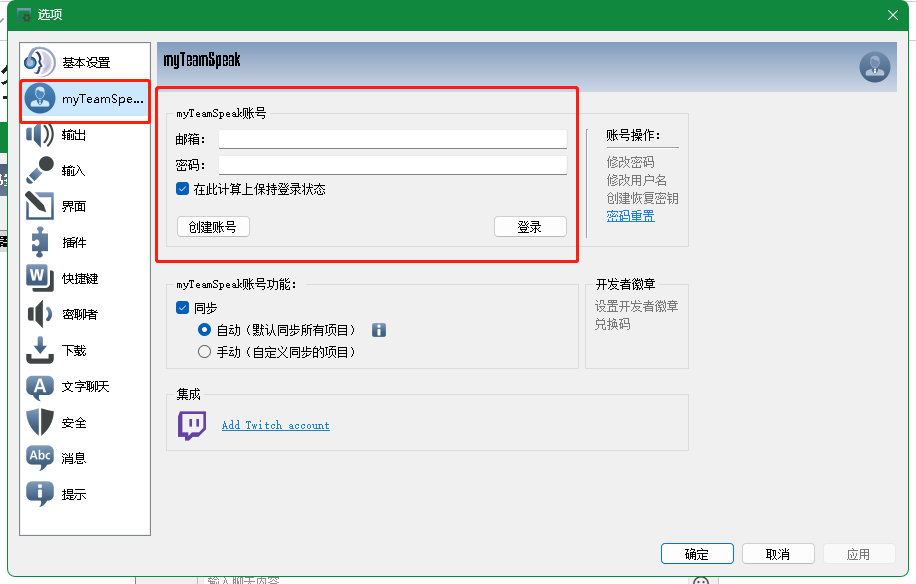 选项
基本设置
myTeamSpe...
输出
输入
界面
插件
快捷键
密聊者
下载
文字聊天
安全
消息
提示
myTeamSpeak
myTeamSpeak账号
邮箱：
密码：
在此计算上保持登录状态
创建账号
登录
账号操作：
修改密码
修改用户名
创建恢复密钥
密码重置
myTeamSpeak账号功能：
同步
自动（默认同步所有项目）
手动（自定义同步的项目）
开发者徽章
设置开发者徽章
兑换码
集成
Add Twitch account
确定
取消
应用
输入聊天内容